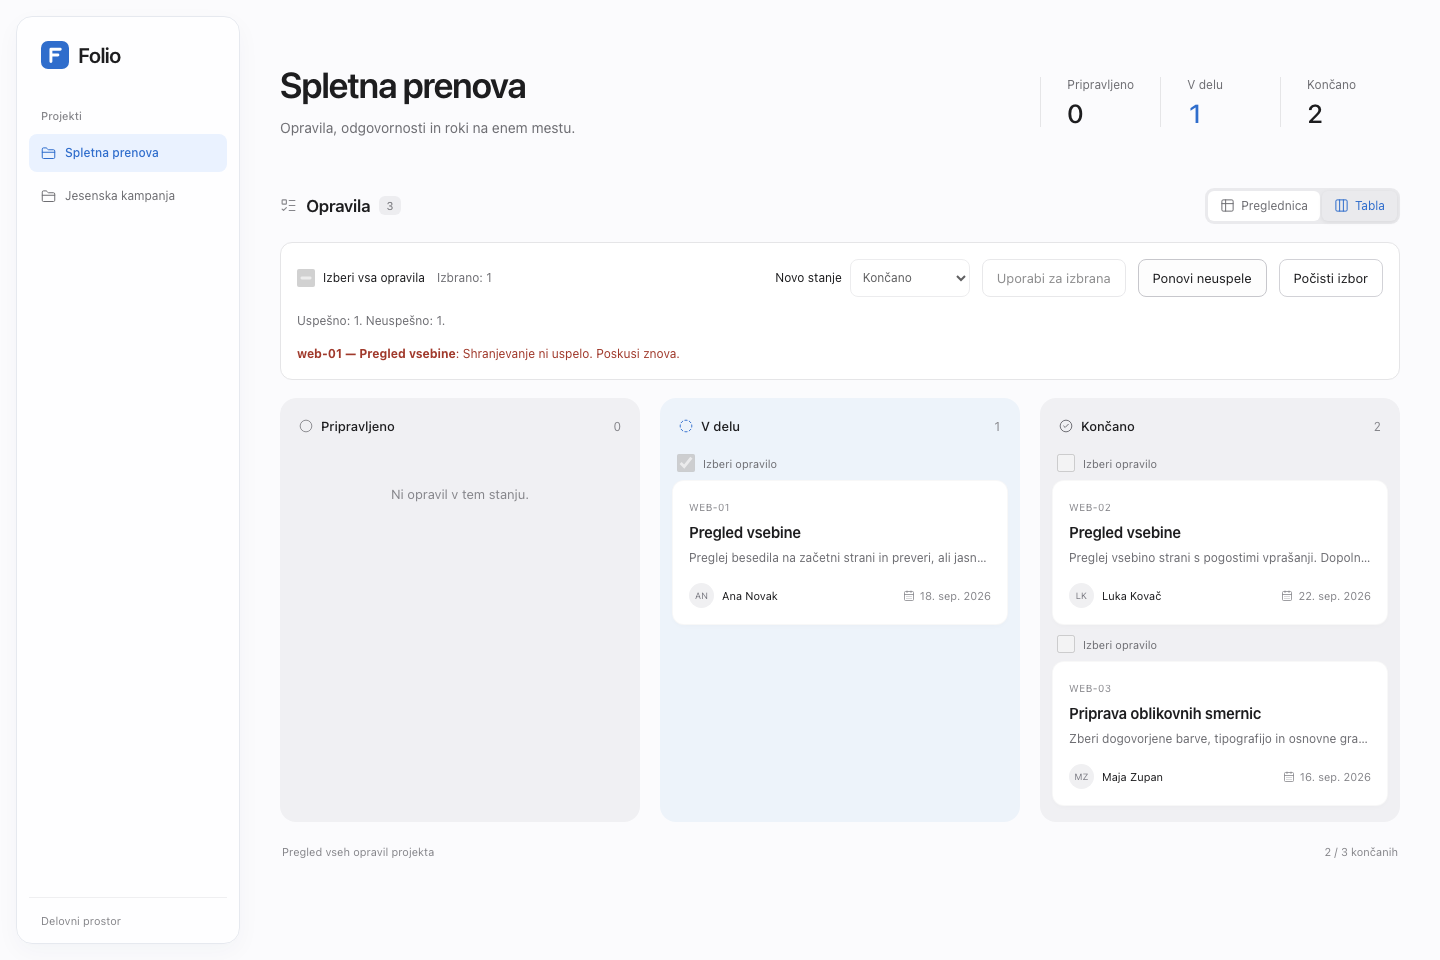 Folio
Projekti
Spletna prenova
Jesenska kampanja
Delovni prostor
Spletna prenova
Opravila, odgovornosti in roki na enem mestu.
Pripravljeno
0
V delu
1
Končano
2
Opravila 3
Preglednica
Tabla
Izberi vsa opravila Izbrano: 1
Novo stanje Končano Uporabi za izbrana Ponovi neuspele Počisti izbor
Uspešno: 1. Neuspešno: 1.
web-01 — Pregled vsebine: Shranjevanje ni uspelo. Poskusi znova.
Pripravljeno 0
Ni opravil v tem stanju.
V delu 1
Izberi opravilo
WEB-01
Pregled vsebine
Preglej besedila na začetni strani in preveri, ali jasn...
AN Ana Novak 18. sep. 2026
Končano 2
Izberi opravilo
WEB-02
Pregled vsebine
Preglej vsebino strani s pogostimi vprašanji. Dopoln...
LK Luka Kovač 22. sep. 2026
Izberi opravilo
WEB-03
Priprava oblikovnih smernic
Zberi dogovorjene barve, tipografijo in osnovne gra...
MZ Maja Zupan 16. sep. 2026
Pregled vseh opravil projekta
2 / 3 končanih